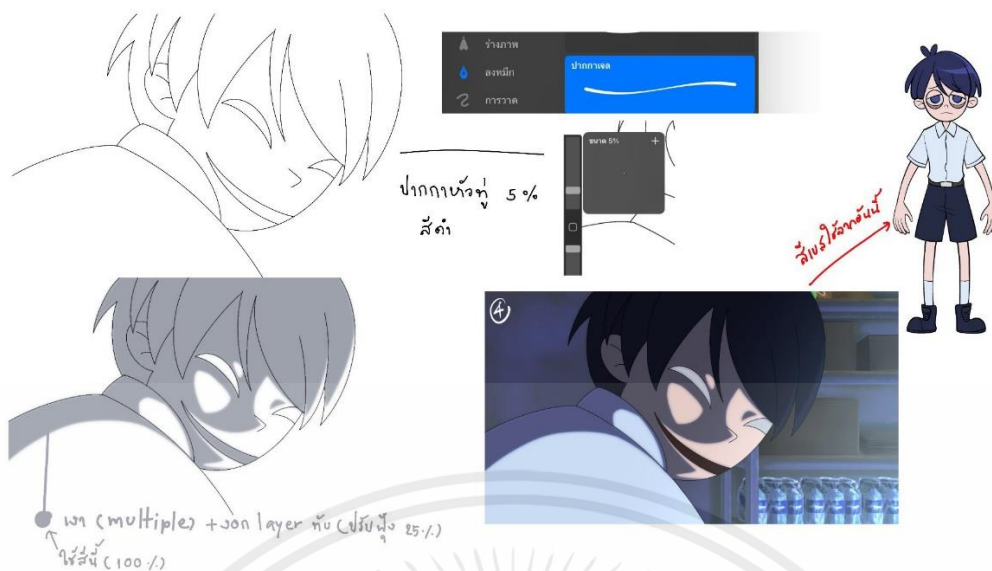 ร่างภาพ
ลงหมึก
การวาด
ปากกาเจล
ขนาด 5%
ปากกาหัวทู่ 5%
สีดำ
สีเบสใช้จากอันนี้
4
เงา (multiple) + จอก layer ทับ (ปรับฟุ้ง 25%)
ใช้สีนี้ (100%)